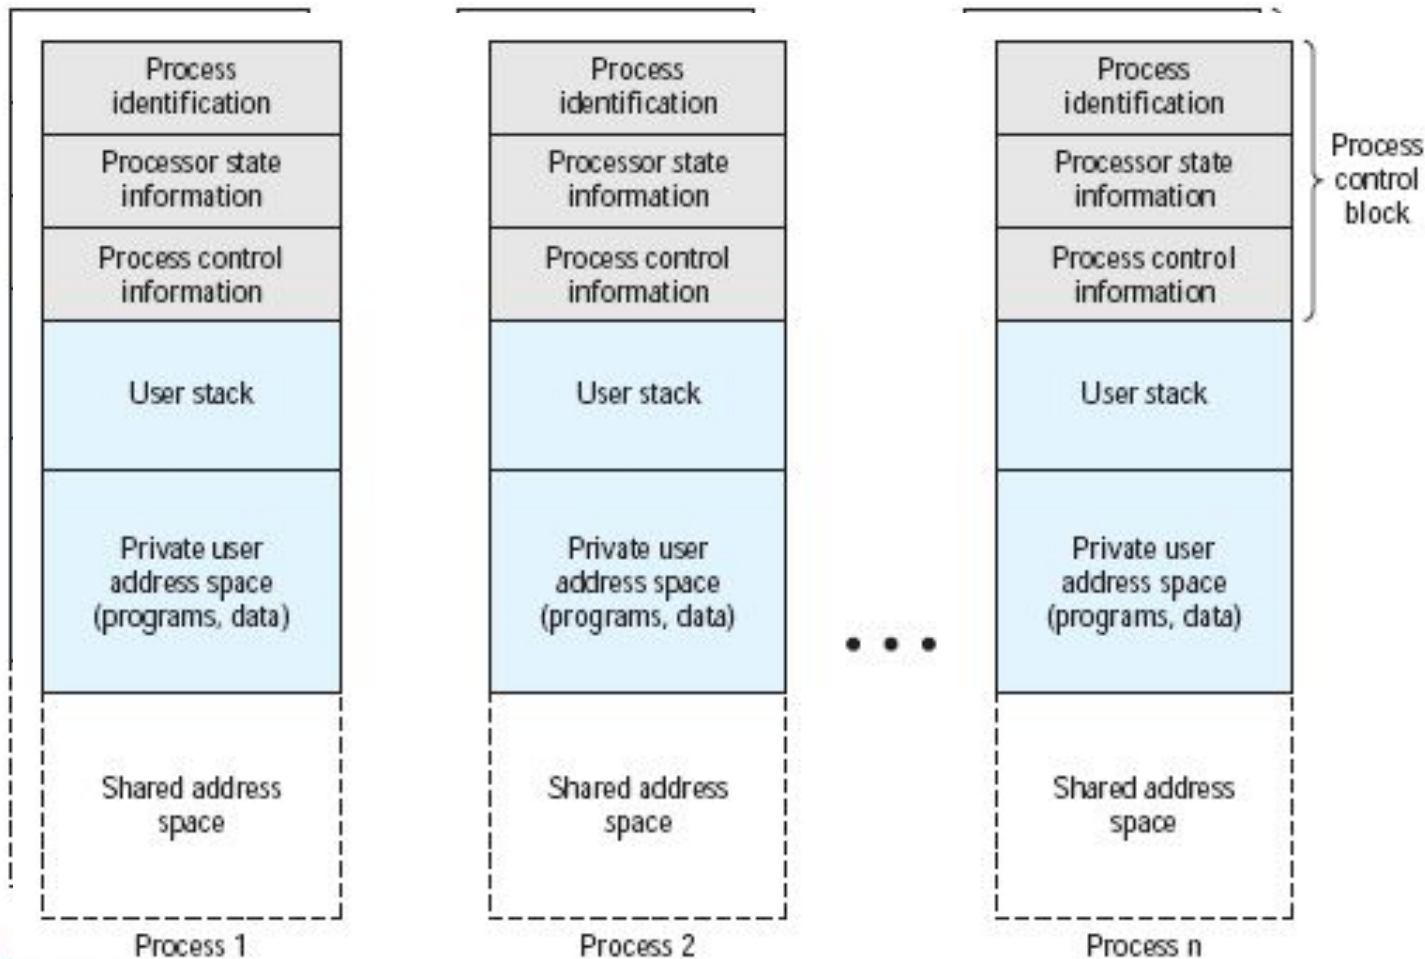 Process
identification
Processor state
information
Process control
information
User stack
Private user
address space
(programs, data)
Shared address
space
Process 1
Process
identification
Processor state
information
Process control
information
User stack
Private user
address space
(programs, data)
Shared address
space
Process 2
• • •
Process
identification
Processor state
information
Process control
information
User stack
Private user
address space
(programs, data)
Shared address
space
Process n
Process
control
block